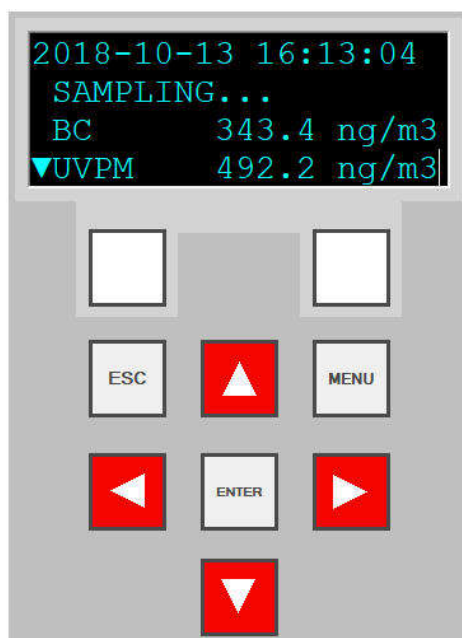 2018-10-13 16:13:04
SAMPLING...
BC 343.4 ng/m3
▼UVPM 492.2 ng/m3
ESC
MENU
ENTER